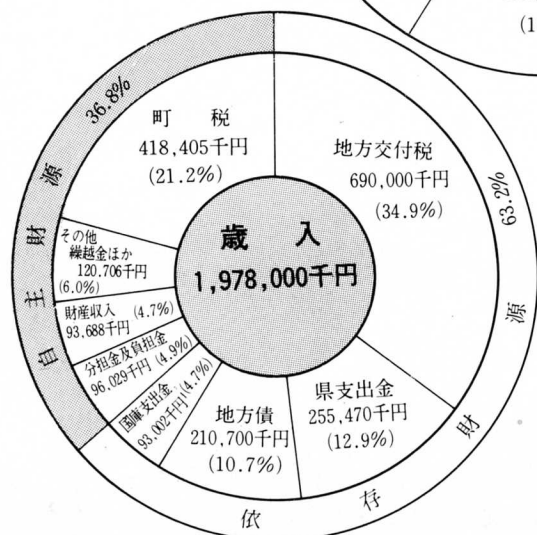 (1
歳入
1,978,000千円
自主財源 36.8%
町税
418,405千円
(21.2%)
その他
繰越金ほか
120,706千円
(6.0%)
財産収入 (4.7%)
93,688千円
分担金及負担金
96,029千円 (4.9%)
国庫支出金
93,002千円 (4.7%)
地方債
210,700千円
(10.7%)
県支出金
255,470千円
(12.9%)
地方交付税
690,000千円
(34.9%)
依存財源 63.2%